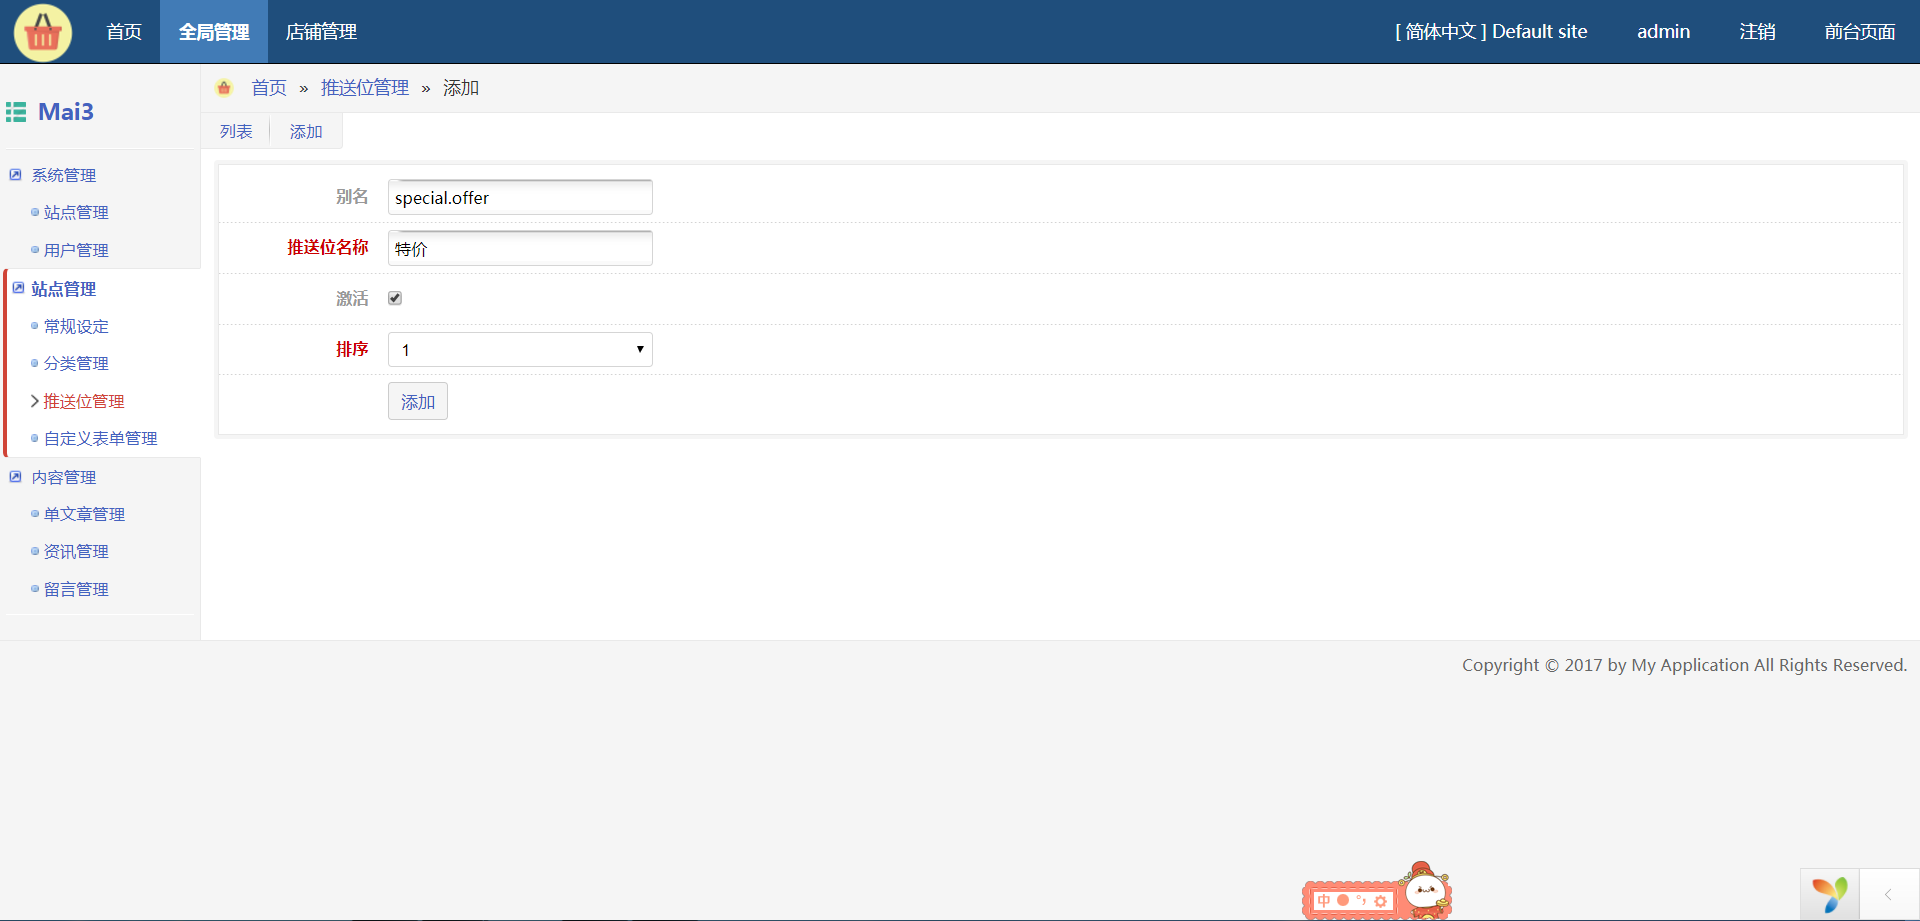 首页 全局管理 店铺管理 [ 简体中文 ] Default site admin 注销 前台页面
Mai3
系统管理
站点管理
用户管理
站点管理
常规设定
分类管理
推送位管理
自定义表单管理
内容管理
单文章管理
资讯管理
留言管理
首页 » 推送位管理 » 添加
列表 添加
别名 special.offer
推送位名称 特价
激活
排序 1
添加
Copyright © 2017 by My Application All Rights Reserved.
中